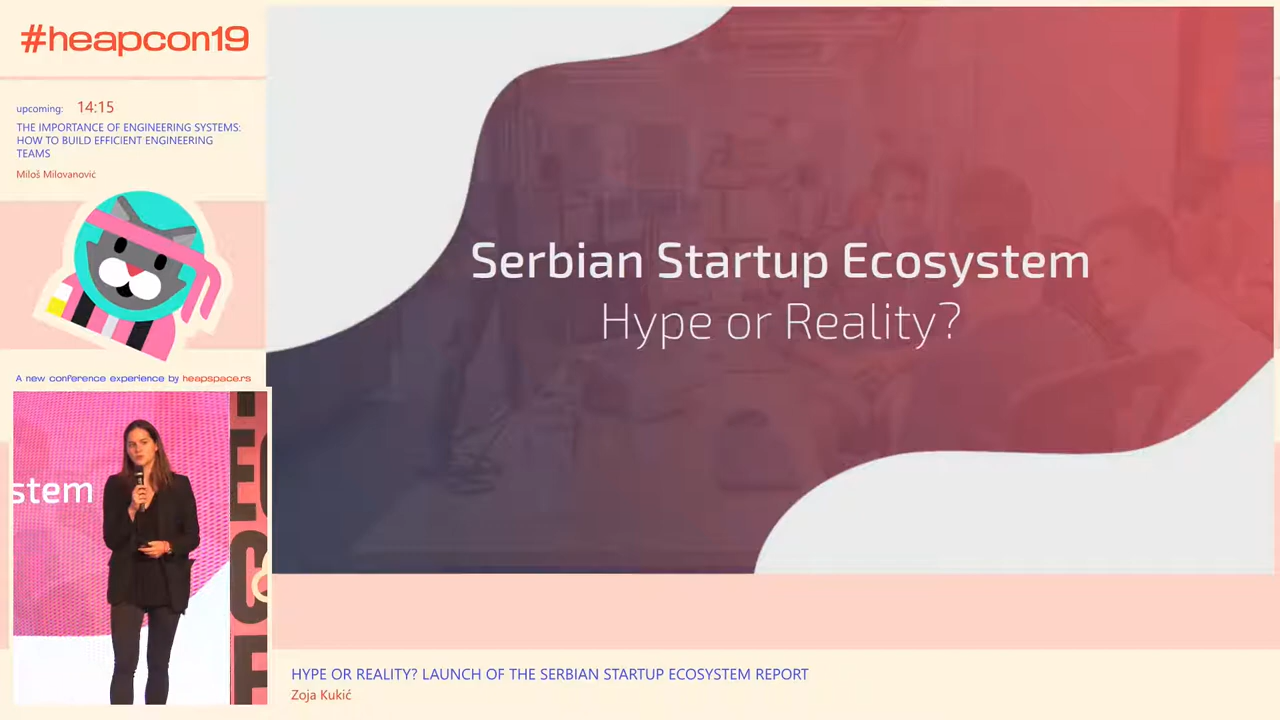 #heapcon19
upcoming: 14:15
THE IMPORTANCE OF ENGINEERING SYSTEMS:
HOW TO BUILD EFFICIENT ENGINEERING
TEAMS
Miloš Milovanović
A new conference experience by heapspace.rs
stem
Serbian Startup Ecosystem
Hype or Reality?
HYPE OR REALITY? LAUNCH OF THE SERBIAN STARTUP ECOSYSTEM REPORT
Zoja Kukić